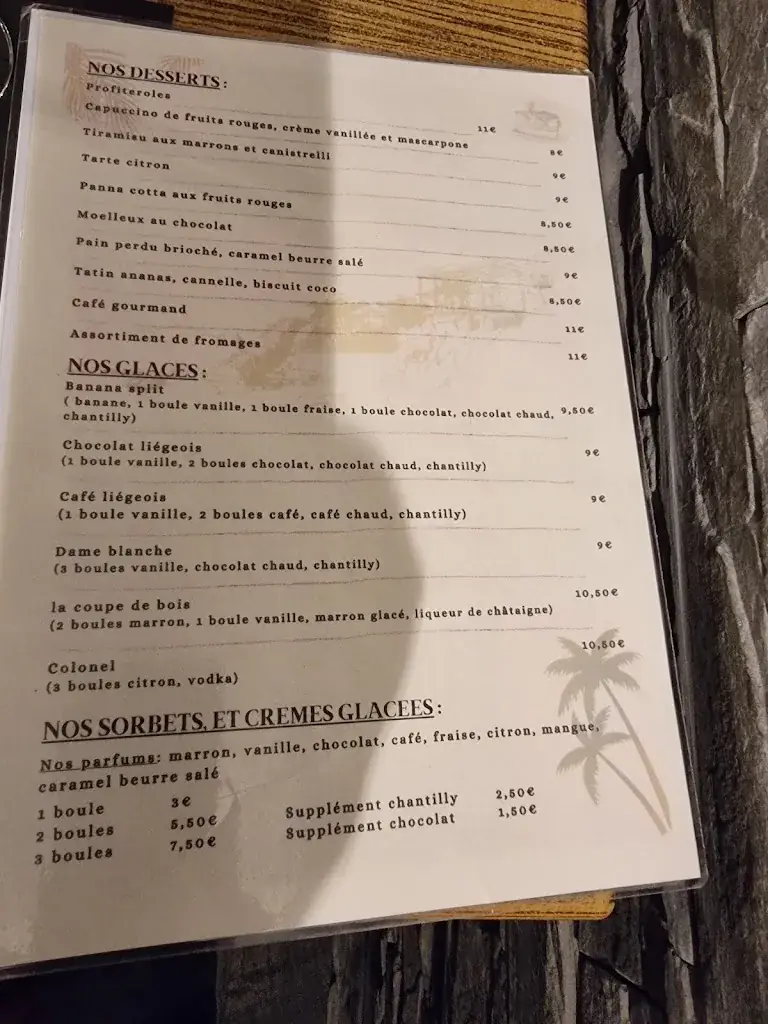 NOS DESSERTS :
Profiteroles 11€
Capuccino de fruits rouges, crème vanillée et mascarpone 8€
Tiramisu aux marrons et canistrelli 9€
Tarte citron 9€
Panna cotta aux fruits rouges 8,50€
Moelleux au chocolat 8,50€
Pain perdu brioché, caramel beurre salé 9€
Tatin ananas, cannelle, biscuit coco 8,50€
Café gourmand 11€
Assortiment de fromages 11€
NOS GLACES :
Banana split
( banane, 1 boule vanille, 1 boule fraise, 1 boule chocolat, chocolat chaud, 9,50€
chantilly)
Chocolat liégeois 9€
(1 boule vanille, 2 boules chocolat, chocolat chaud, chantilly)
Café liégeois 9€
(1 boule vanille, 2 boules café, café chaud, chantilly)
Dame blanche 9€
(3 boules vanille, chocolat chaud, chantilly)
la coupe de bois 10,50€
(2 boules marron, 1 boule vanille, marron glacé, liqueur de châtaigne)
Colonel 10,50€
(3 boules citron, vodka)
NOS SORBETS, ET CREMES GLACEES :
Nos parfums: marron, vanille, chocolat, café, fraise, citron, mangue,
caramel beurre salé
1 boule 3€ Supplément chantilly 2,50€
2 boules 5,50€ Supplément chocolat 1,50€
3 boules 7,50€